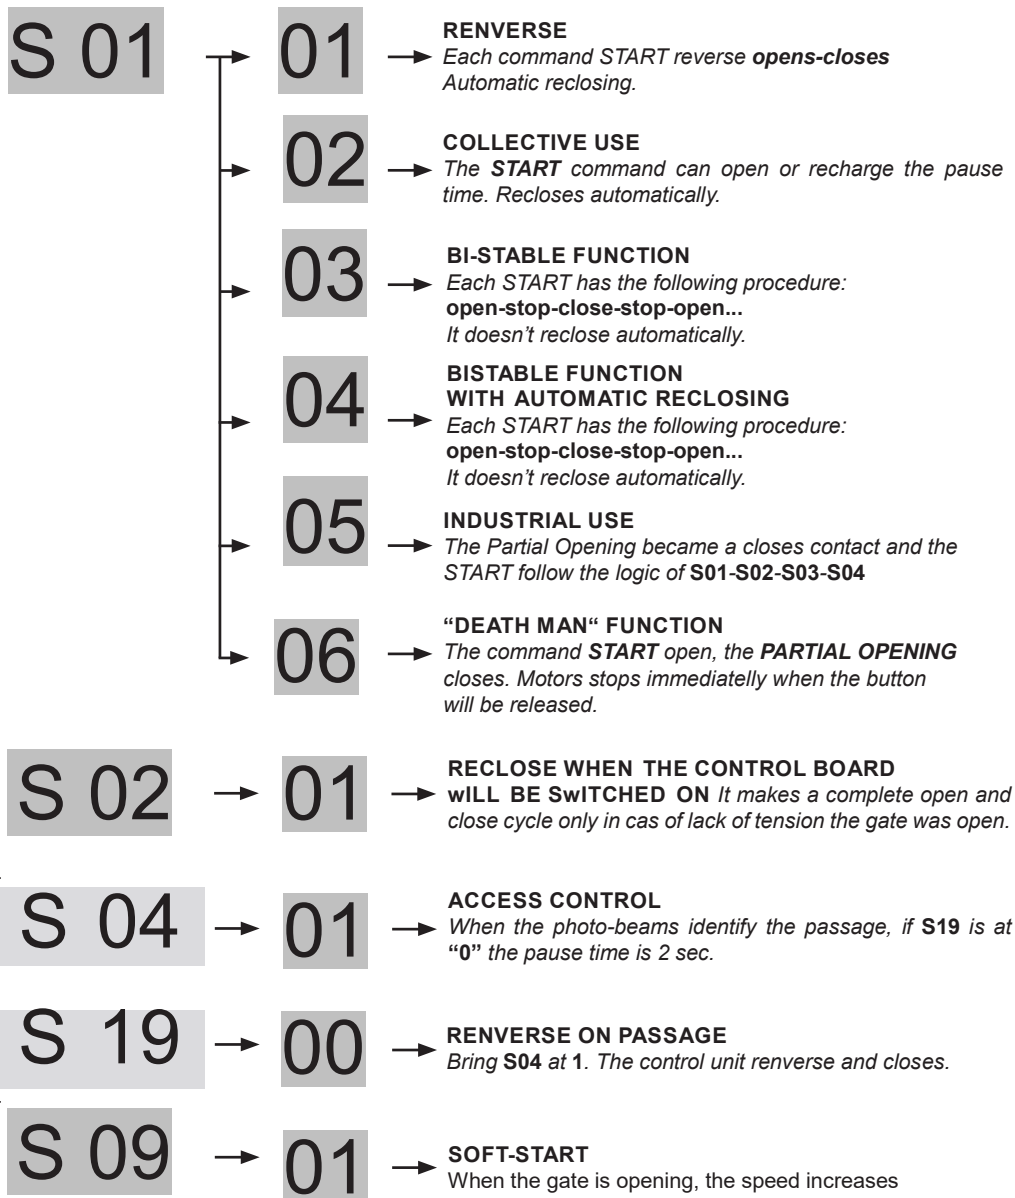 S 01
01
RENVERSE
Each command START reverse opens-closes
Automatic reclosing.
02
COLLECTIVE USE
The START command can open or recharge the pause
time. Recloses automatically.
03
BI-STABLE FUNCTION
Each START has the following procedure:
open-stop-close-stop-open...
It doesn't reclose automatically.
04
BISTABLE FUNCTION
WITH AUTOMATIC RECLOSING
Each START has the following procedure:
open-stop-close-stop-open...
It doesn't reclose automatically.
05
INDUSTRIAL USE
The Partial Opening became a closes contact and the
START follow the logic of S01-S02-S03-S04
06
“DEATH MAN“ FUNCTION
The command START open, the PARTIAL OPENING
closes. Motors stops immediatelly when the button
will be released.
S 02
01
RECLOSE WHEN THE CONTROL BOARD
wILL BE SwITCHED ON It makes a complete open and
close cycle only in cas of lack of tension the gate was open.
S 04
01
ACCESS CONTROL
When the photo-beams identify the passage, if S19 is at
“0” the pause time is 2 sec.
S 19
00
RENVERSE ON PASSAGE
Bring S04 at 1. The control unit renverse and closes.
S 09
01
SOFT-START
When the gate is opening, the speed increases